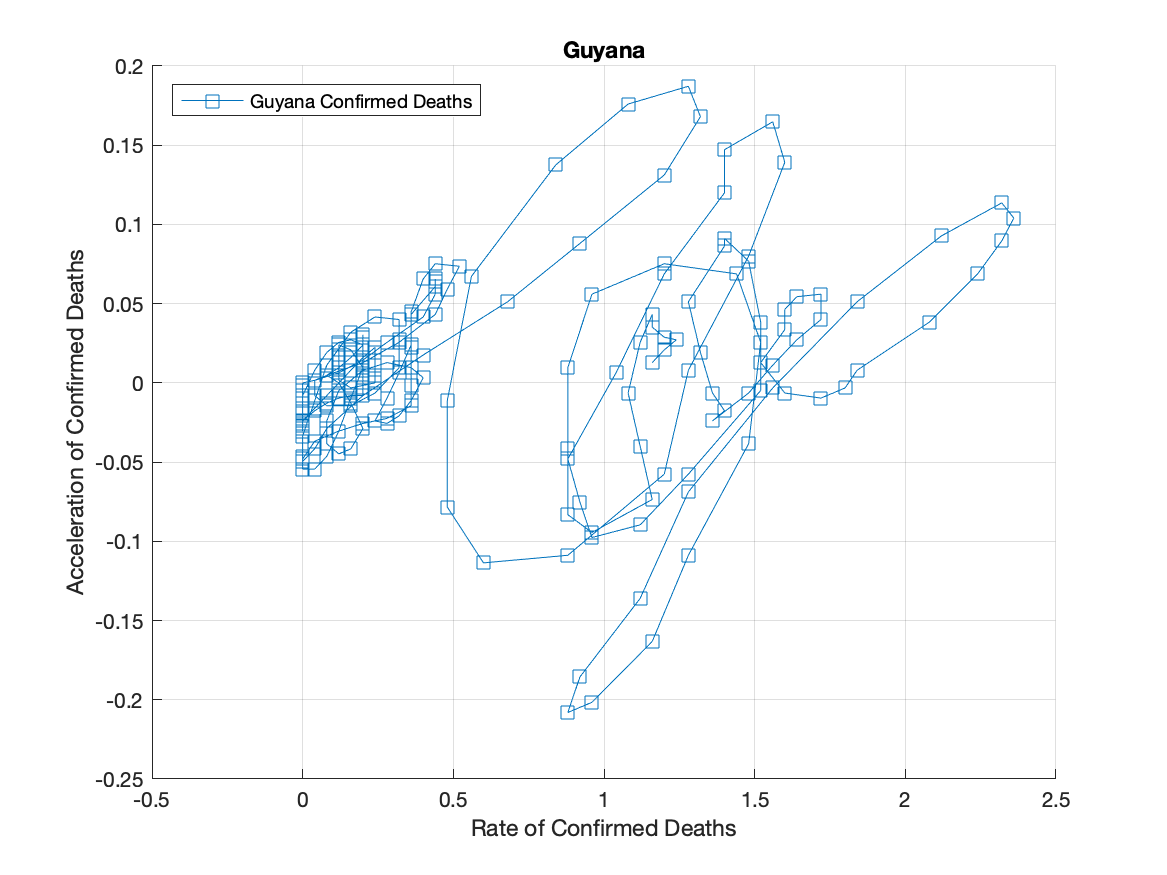 Guyana
Guyana Confirmed Deaths
0.2
0.15
0.1
0.05
0
-0.05
-0.1
-0.15
-0.2
-0.25
Acceleration of Confirmed Deaths
-0.5 0 0.5 1 1.5 2 2.5
Rate of Confirmed Deaths